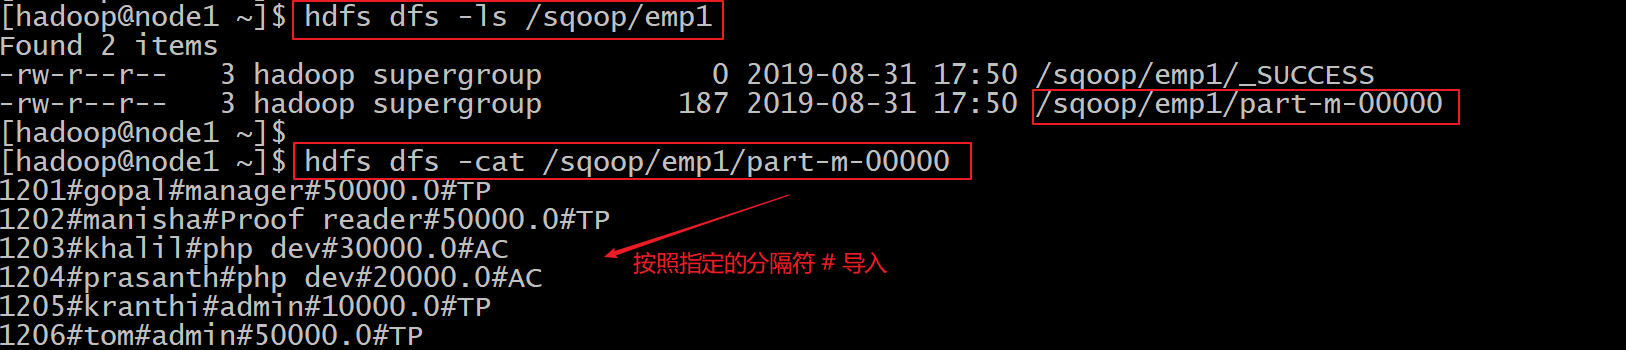 [hadoop@node1 ~]$ hdfs dfs -ls /sqoop/emp1
Found 2 items
-rw-r--r--   3 hadoop supergroup          0 2019-08-31 17:50 /sqoop/emp1/_SUCCESS
-rw-r--r--   3 hadoop supergroup        187 2019-08-31 17:50 /sqoop/emp1/part-m-00000
[hadoop@node1 ~]$
[hadoop@node1 ~]$ hdfs dfs -cat /sqoop/emp1/part-m-00000
1201#gopal#manager#50000.0#TP
1202#manisha#Proof reader#50000.0#TP
1203#khalil#php dev#30000.0#AC
按照指定的分隔符 # 导入
1204#prasanth#php dev#20000.0#AC
1205#kranthi#admin#10000.0#TP
1206#tom#admin#50000.0#TP